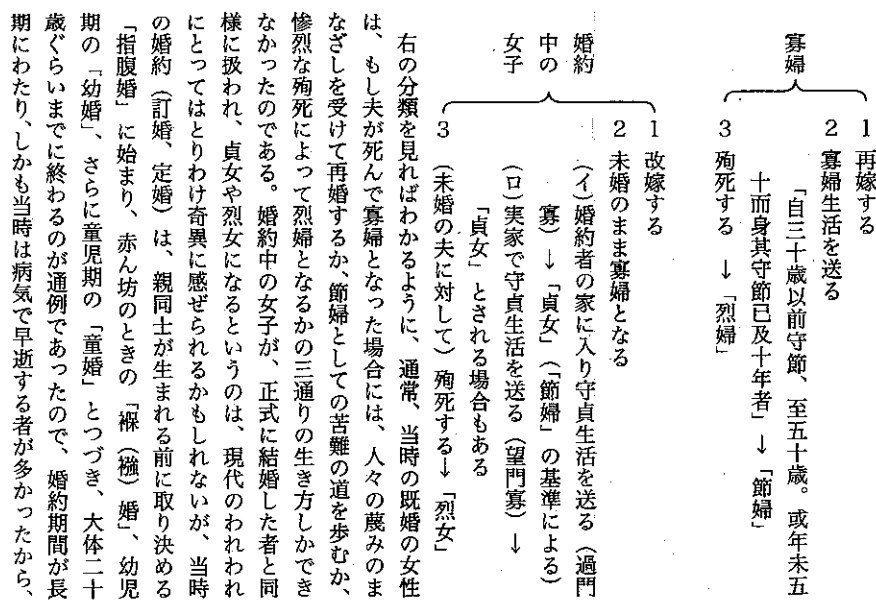 寡婦
1 再嫁する
2 寡婦生活を送る
「自三十歳以前守節、至五十歳。或年未五
十而身其守節已及十年者」→「節婦」
3 殉死する →「烈婦」
婚約
中の
女子
1 改嫁する
2 未婚のまま寡婦となる
(イ)婚約者の家に入り守貞生活を送る(過門
寡)→「貞女」(「節婦」の基準による)
(ロ)実家で守貞生活を送る(望門寡)→
「貞女」とされる場合もある
3 (未婚の夫に対して)殉死する→「烈女」
右の分類を見ればわかるように、通常、当時の既婚の女性
は、もし夫が死んで寡婦となった場合には、人々の蔑みのま
なざしを受けて再婚するか、節婦としての苦難の道を歩むか、
惨烈な殉死によって烈婦となるかの三通りの生き方しかでき
なかったのである。婚約中の女子が、正式に結婚した者と同
様に扱われ、貞女や烈女になるというのは、現代のわれわれ
にとってはとりわけ奇異に感ぜられるかもしれないが、当時
の婚約(訂婚、定婚)は、親同士が生まれる前に取り決める
「指腹婚」に始まり、赤ん坊のときの「褓(襁)婚」、幼児
期の「幼婚」、さらに童児期の「童婚」とつづき、大体二十
歳ぐらいまでに終わるのが通例であったので、婚約期間が長
期にわたり、しかも当時は病気で早逝する者が多かったから、